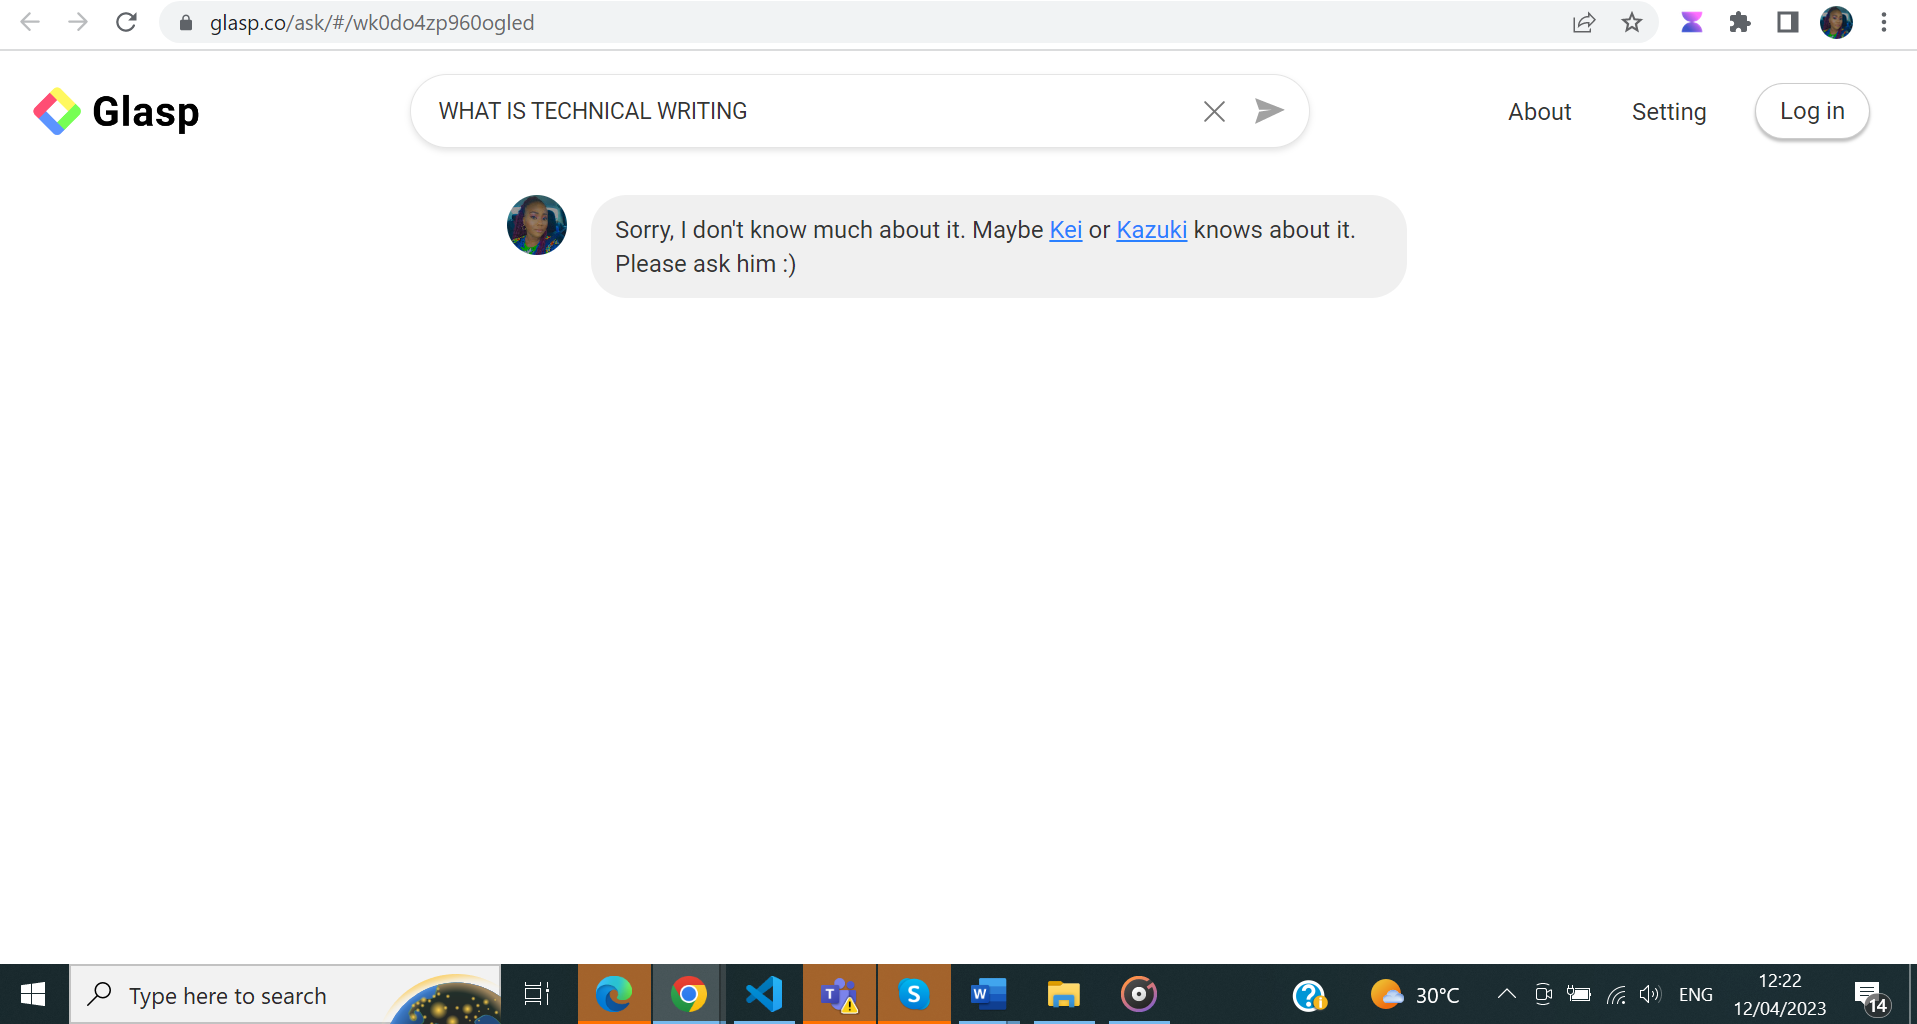 glasp.co/ask/#/wk0do4zp960ogled
Glasp
WHAT IS TECHNICAL WRITING
About
Setting
Log in
Sorry, I don't know much about it. Maybe Kei or Kazuki knows about it.
Please ask him :)
Type here to search
T
S
W
?
30°C
ENG
12:22
12/04/2023
14